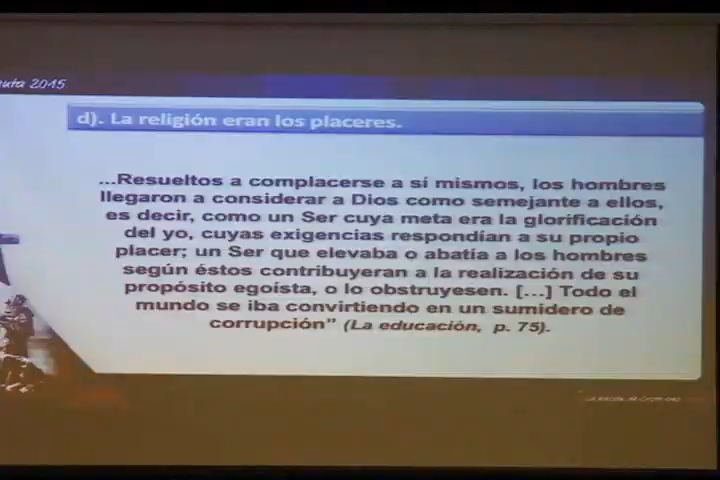 2015
d). La religión eran los placeres.
...Resueltos a complacerse a sí mismos, los hombres
llegaron a considerar a Dios como semejante a ellos,
es decir, como un Ser cuya meta era la glorificación
del yo, cuyas exigencias respondían a su propio
placer; un Ser que elevaba o abatía a los hombres
según éstos contribuyeran a la realización de su
propósito egoísta, o lo obstruyesen. [...] Todo el
mundo se iba convirtiendo en un sumidero de
corrupción” (La educación, p. 75).